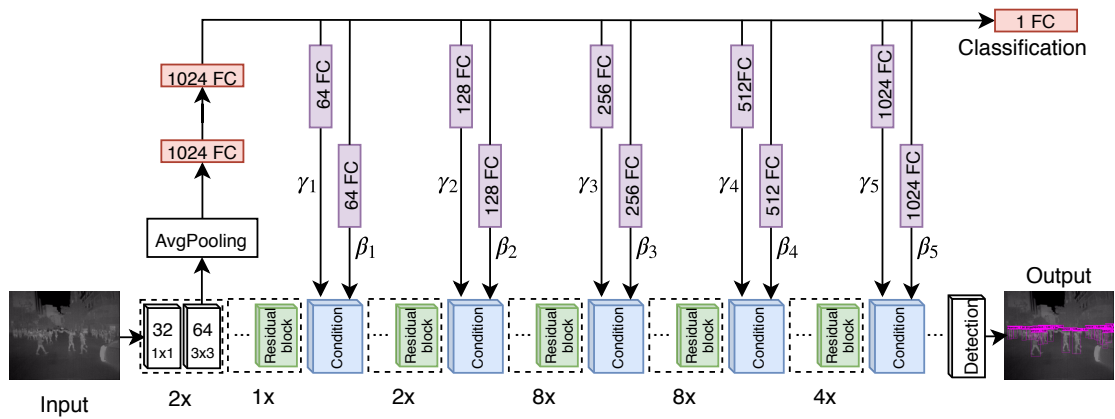 1 FC
Classification
1024 FC
1024 FC
AvgPooling
64 FC
64 FC
128 FC
128 FC
256 FC
256 FC
512FC
512 FC
1024 FC
1024 FC
γ1
β1
γ2
β2
γ3
β3
γ4
β4
γ5
β5
Output
32
1x1
64
3x3
Residual
block
Condition
Residual
block
Condition
Residual
block
Condition
Residual
block
Condition
Residual
block
Condition
Detection
Input
2x
1x
2x
8x
8x
4x